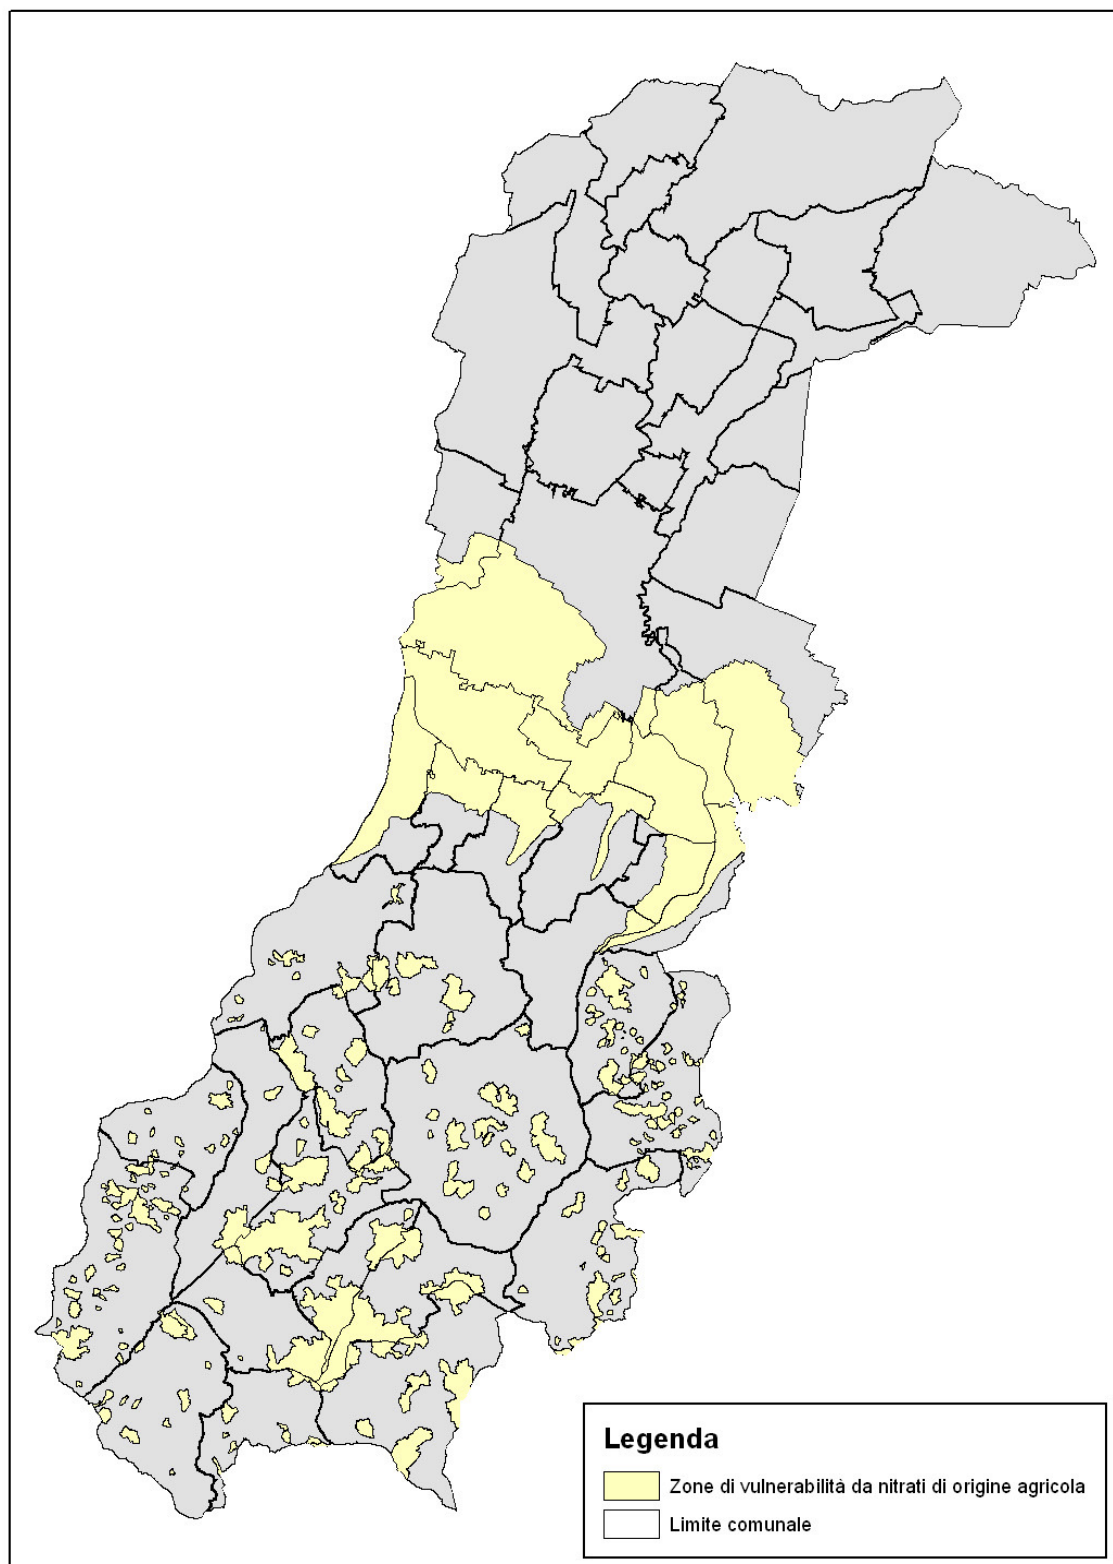 Legenda
Zone di vulnerabilità da nitrati di origine agricola
Limite comunale